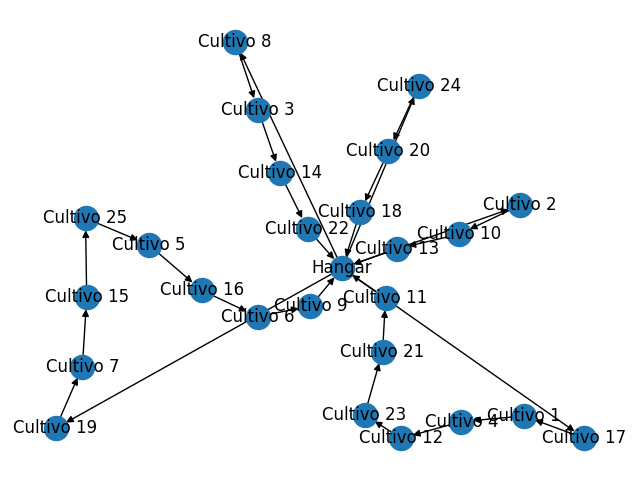 Cultivo 8
Cultivo 24
Cultivo 3
Cultivo 20
Cultivo 14
Cultivo 2
Cultivo 18
Cultivo 25
Cultivo 22
Cultivo 10
Cultivo 5
Cultivo 13
Hangar
Cultivo 16
Cultivo 15
Cultivo 11
Cultivo 9
Cultivo 6
Cultivo 21
Cultivo 7
Cultivo 23
Cultivo 1
Cultivo 4
Cultivo 19
Cultivo 12
Cultivo 17